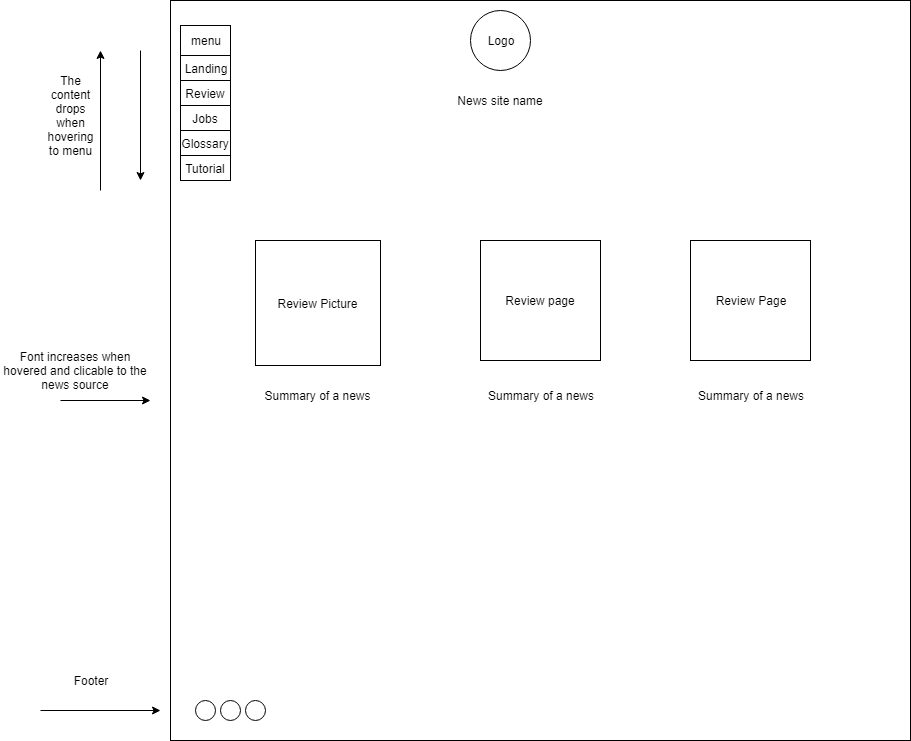 menu
Landing
Review
Jobs
Glossary
Tutorial
Logo
News site name
The
content
drops
when
hovering
to menu
Review Picture
Review page
Review Page
Font increases when
hovered and clicable to the
news source
Summary of a news
Summary of a news
Summary of a news
Footer